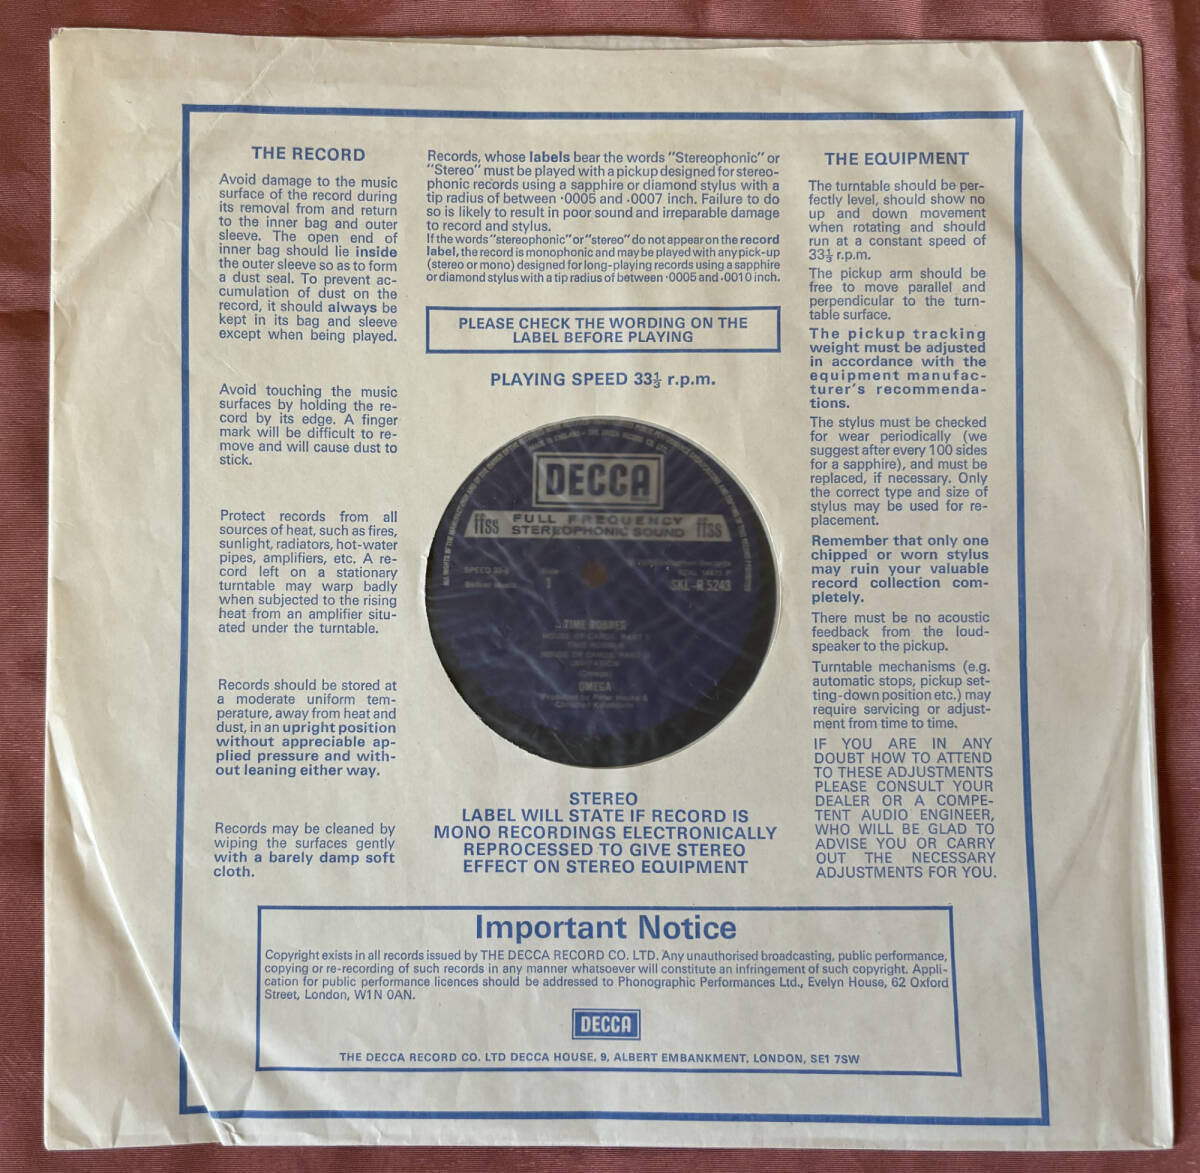 THE RECORD
Avoid damage to the music
surface of the record during
its removal from and return
to the inner bag and outer
sleeve. The open end of
inner bag should lie inside
the outer sleeve so as to form
a dust seal. To prevent ac-
cumulation of dust on the
record, it should always be
kept in its bag and sleeve
except when being played.
Avoid touching the music
surfaces by holding the re-
cord by its edge. A finger
mark will be difficult to re-
move and will cause dust to
stick.
Protect records from all
sources of heat, such as fires,
sunlight, radiators, hot-water
pipes, amplifiers, etc. A re-
cord left on a stationary
turntable may warp badly
when subjected to the rising
heat from an amplifier situ-
ated under the turntable.
Records should be stored at
a moderate uniform tem-
perature, away from heat and
dust, in an upright position
without appreciable ap-
plied pressure and with-
out leaning either way.
Records may be cleaned by
wiping the surfaces gently
with a barely damp soft
cloth.
Records, whose labels bear the words "Stereophonic" or
"Stereo" must be played with a pickup designed for stereo-
phonic records using a sapphire or diamond stylus with a
tip radius of between ·0005 and ·0007 inch. Failure to do
so is likely to result in poor sound and irreparable damage
to record and stylus.
If the words "stereophonic" or "stereo" do not appear on the record
label, the record is monophonic and may be played with any pick-up
(stereo or mono) designed for long-playing records using a sapphire
or diamond stylus with a tip radius of between ·0005 and ·0010 inch.
PLEASE CHECK THE WORDING ON THE
LABEL BEFORE PLAYING
PLAYING SPEED 33⅓ r.p.m.
DECCA
ffss FULL FREQUENCY STEREOPHONIC SOUND ffss
1
SKL-R 5243
TIME ROBBER
OMEGA
STEREO
LABEL WILL STATE IF RECORD IS
MONO RECORDINGS ELECTRONICALLY
REPROCESSED TO GIVE STEREO
EFFECT ON STEREO EQUIPMENT
THE EQUIPMENT
The turntable should be per-
fectly level, should show no
up and down movement
when rotating and should
run at a constant speed of
33⅓ r.p.m.
The pickup arm should be
free to move parallel and
perpendicular to the turn-
table surface.
The pickup tracking
weight must be adjusted
in accordance with the
equipment manufac-
turer's recommenda-
tions.
The stylus must be checked
for wear periodically (we
suggest after every 100 sides
for a sapphire), and must be
replaced, if necessary. Only
the correct type and size of
stylus may be used for re-
placement.
Remember that only one
chipped or worn stylus
may ruin your valuable
record collection com-
pletely.
There must be no acoustic
feedback from the loud-
speaker to the pickup.
Turntable mechanisms (e.g.
automatic stops, pickup set-
ting-down position etc.) may
require servicing or adjust-
ment from time to time.
IF YOU ARE IN ANY
DOUBT HOW TO ATTEND
TO THESE ADJUSTMENTS
PLEASE CONSULT YOUR
DEALER OR A COMPE-
TENT AUDIO ENGINEER,
WHO WILL BE GLAD TO
ADVISE YOU OR CARRY
OUT THE NECESSARY
ADJUSTMENTS FOR YOU.
Important Notice
Copyright exists in all records issued by THE DECCA RECORD CO. LTD. Any unauthorised broadcasting, public performance,
copying or re-recording of such records in any manner whatsoever will constitute an infringement of such copyright. Appli-
cation for public performance licences should be addressed to Phonographic Performances Ltd., Evelyn House, 62 Oxford
Street, London, W1N 0AN.
DECCA
THE DECCA RECORD CO. LTD DECCA HOUSE, 9, ALBERT EMBANKMENT, LONDON, SE1 7SW